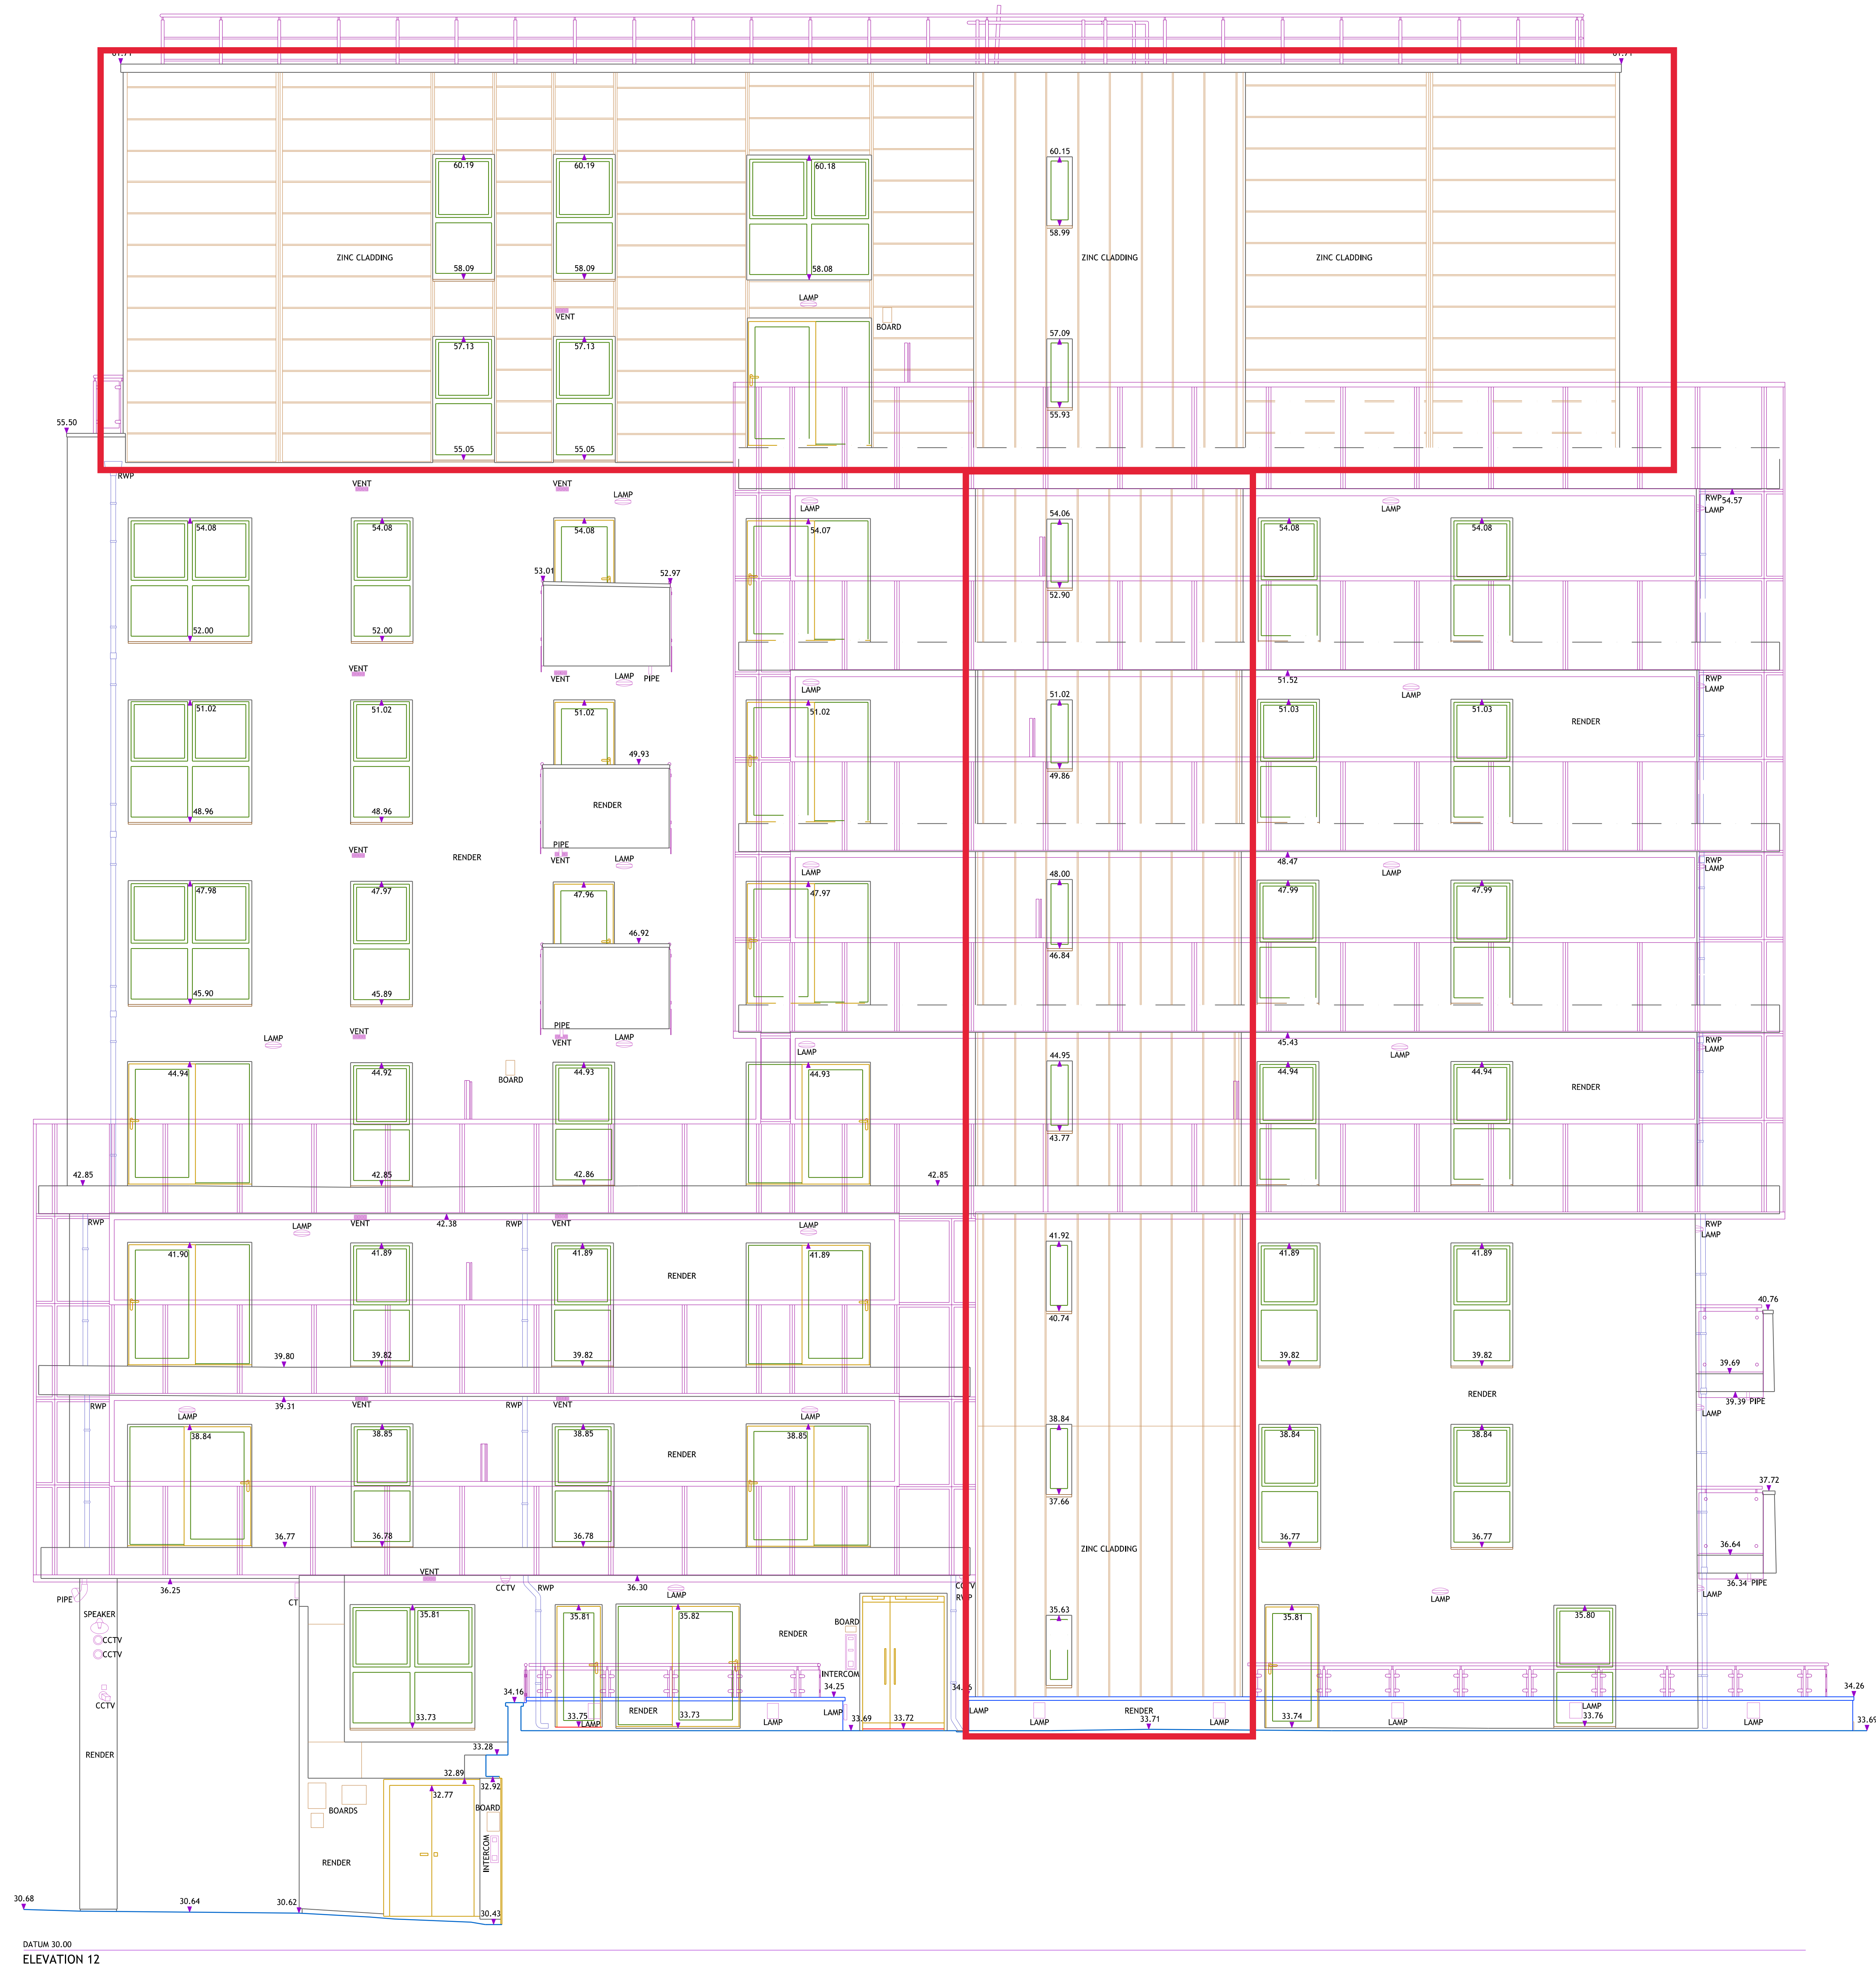 61.71 61.71
60.15
60.19 60.19 60.18
58.99
ZINC CLADDING ZINC CLADDING ZINC CLADDING
58.09 58.09 58.08
LAMP
VENT
BOARD
57.09
57.13 57.13
55.93
55.50
55.05 55.05
RWP
VENT VENT
LAMP
RWP 54.57
LAMP
LAMP
54.06
54.08 54.08 54.08 54.07 54.08 54.08
53.01 52.97
52.90
52.00 52.00
VENT VENT LAMP PIPE
LAMP 51.52 LAMP RWP
LAMP
51.02 51.02 51.02 51.02 51.02 51.03 51.03
RENDER
49.93
49.86
RENDER
48.96 48.96
PIPE
VENT VENT LAMP
RENDER
LAMP 48.47 LAMP RWP
LAMP
48.00
47.98 47.97 47.96 47.97 47.99 47.99
46.92
46.84
45.90 45.89
PIPE
LAMP VENT VENT LAMP
LAMP 45.43 LAMP RWP
LAMP
44.95
44.94 44.92 44.93 44.93 44.94 44.94
BOARD
RENDER
43.77
42.85 42.85 42.86 42.85
RWP LAMP VENT 42.38 RWP VENT LAMP RWP
LAMP
41.92
41.90 41.89 41.89 41.89 41.89 41.89
RENDER
40.74
40.76
39.80 39.82 39.82 39.82 39.82
39.69
RENDER
39.39 PIPE
LAMP
RWP 39.31 VENT RWP VENT
LAMP LAMP
38.84
38.84 38.85 38.85 38.85 38.84 38.84
RENDER
37.66
37.72
36.77 36.78 36.78 36.77 36.77
ZINC CLADDING
36.64
36.34 PIPE
LAMP
36.25 VENT CCTV RWP 36.30 LAMP CCTV
RWP
LAMP
PIPE CT
SPEAKER
CCTV
CCTV
CCTV
35.81 35.81 35.82 35.63 35.81 35.80
BOARD
RENDER
INTERCOM
34.16 34.25 34.26
RENDER LAMP LAMP RENDER LAMP
33.73 33.75 LAMP 33.73 LAMP 33.69 33.72 LAMP 33.71 LAMP 33.74 LAMP 33.76 LAMP 33.69
33.28
RENDER
32.89
32.92
32.77
BOARDS
BOARD
INTERCOM
RENDER
30.68 30.64 30.62
30.43
DATUM 30.00
ELEVATION 12